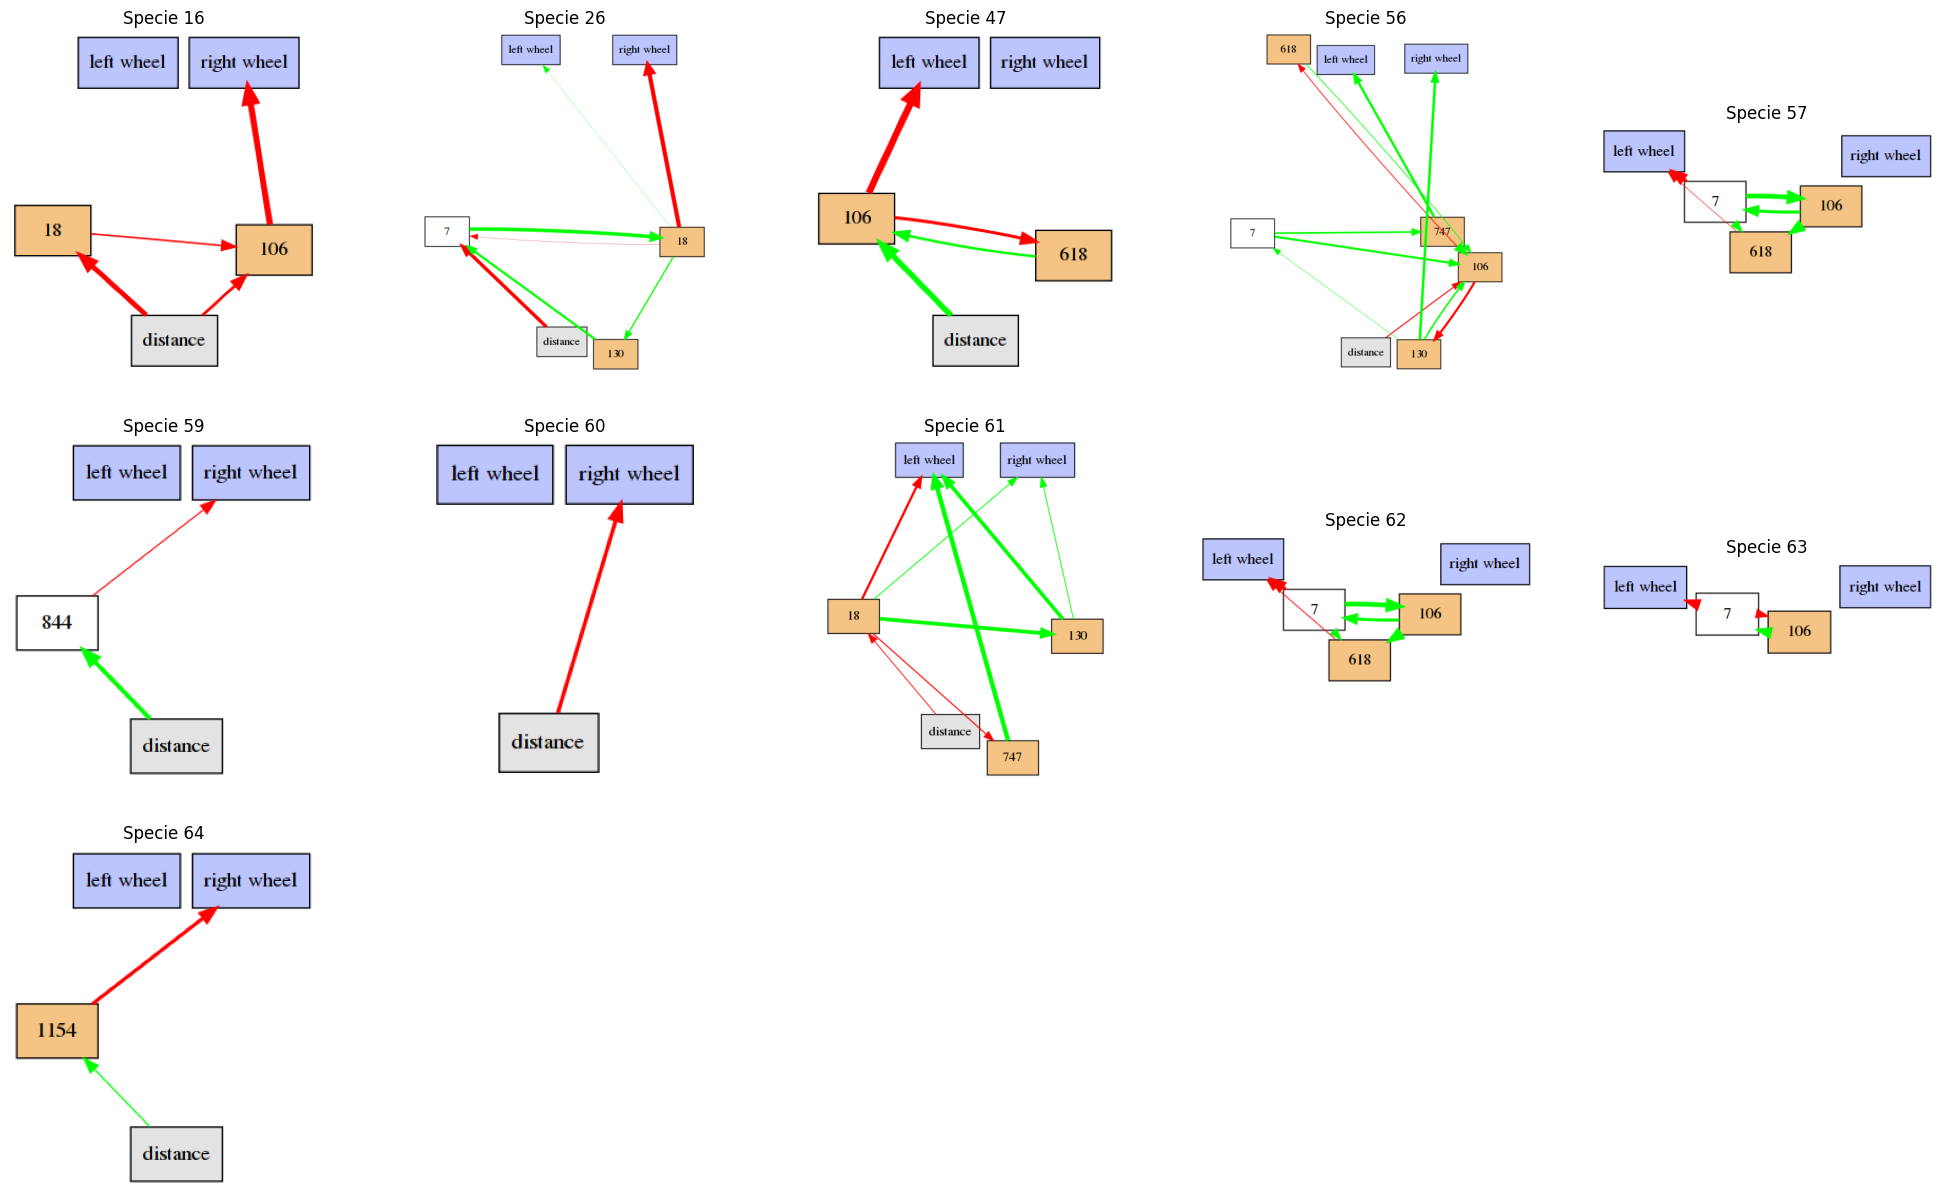 Specie 16
left wheel
right wheel
18
106
distance
Specie 26
left wheel
right wheel
7
18
distance
130
Specie 47
left wheel
right wheel
106
618
distance
Specie 56
618
left wheel
right wheel
7
747
106
distance
130
Specie 57
left wheel
right wheel
7
106
618
Specie 59
left wheel
right wheel
844
distance
Specie 60
left wheel
right wheel
distance
Specie 61
left wheel
right wheel
18
130
distance
747
Specie 62
left wheel
right wheel
7
106
618
Specie 63
left wheel
right wheel
7
106
Specie 64
left wheel
right wheel
1154
distance